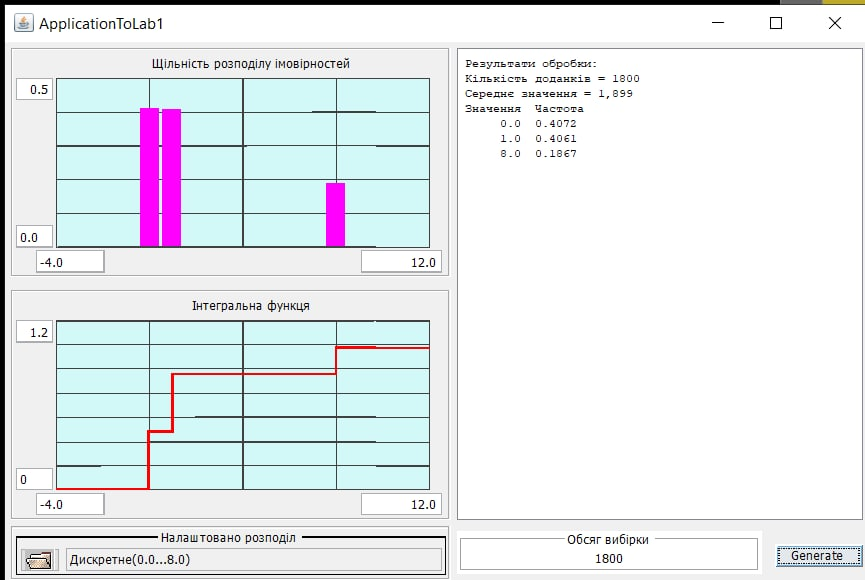 ApplicationToLab1
Щільність розподілу імовірностей
0.5
0.0
-4.0
12.0
Інтегральна функця
1.2
0
-4.0
12.0
Налаштовано розподіл
Дискретне(0.0...8.0)
Результати обробки:
Кількість доданків = 1800
Середнє значення = 1,899
Значення Частота
0.0 0.4072
1.0 0.4061
8.0 0.1867
Обсяг вибірки
1800
Generate